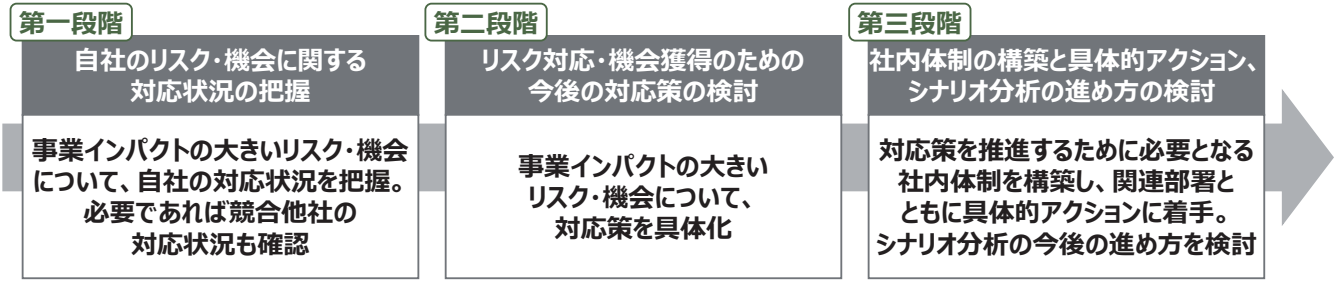 第一段階
自社のリスク・機会に関する
対応状況の把握
事業インパクトの大きいリスク・機会
について、自社の対応状況を把握。
必要であれば競合他社の
対応状況も確認
第二段階
リスク対応・機会獲得のための
今後の対応策の検討
事業インパクトの大きい
リスク・機会について、
対応策を具体化
第三段階
社内体制の構築と具体的アクション、
シナリオ分析の進め方の検討
対応策を推進するために必要となる
社内体制を構築し、関連部署と
ともに具体的アクションに着手。
シナリオ分析の今後の進め方を検討